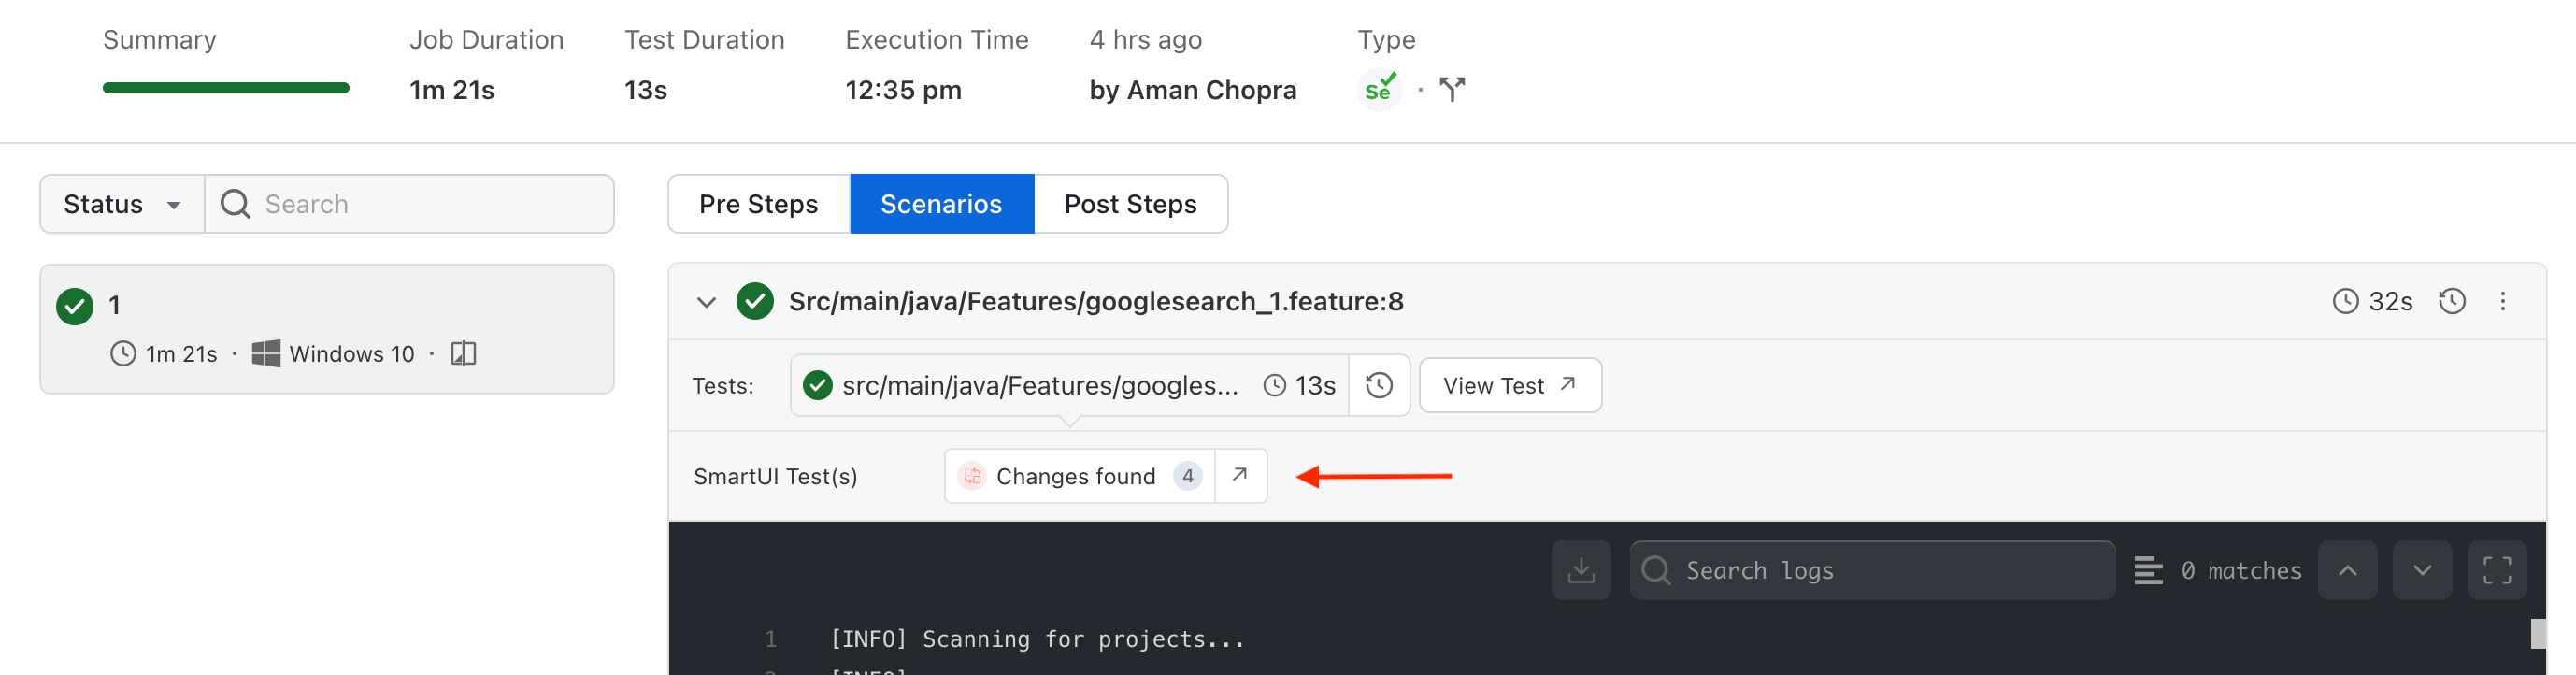 Summary
Job Duration
Test Duration
Execution Time
4 hrs ago
Type
1m 21s
13s
12:35 pm
by Aman Chopra
Se
Status
Search
Pre Steps
Scenarios
Post Steps
1
1m 21s · Windows 10 ·
Src/main/java/Features/googlesearch_1.feature:8
32s
Tests:
src/main/java/Features/googles...
13s
View Test
SmartUI Test(s)
Changes found 4
Search logs
0 matches
1 [INFO] Scanning for projects...